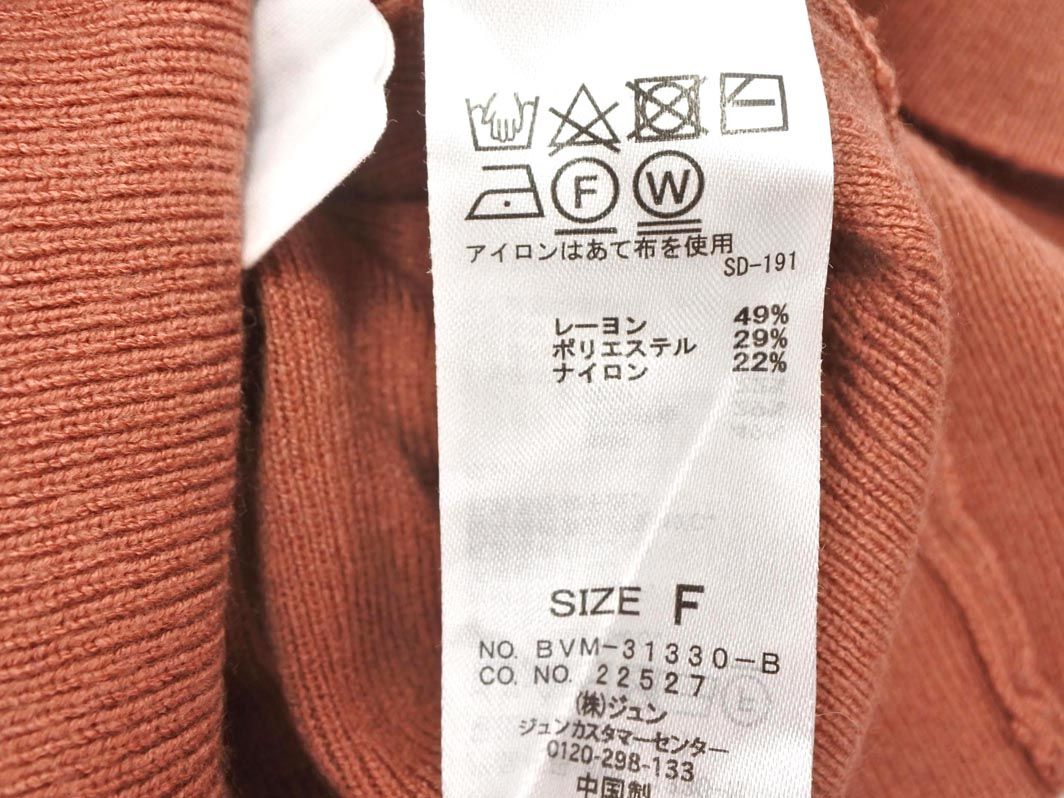 F W
アイロンはあて布を使用
SD-191
レーヨン 49%
ポリエステル 29%
ナイロン 22%
SIZE F
NO. BVM-31330-B
CO. NO. 22527
(株)ジュン
ジュンカスタマーセンター
0120-298-133
中国製